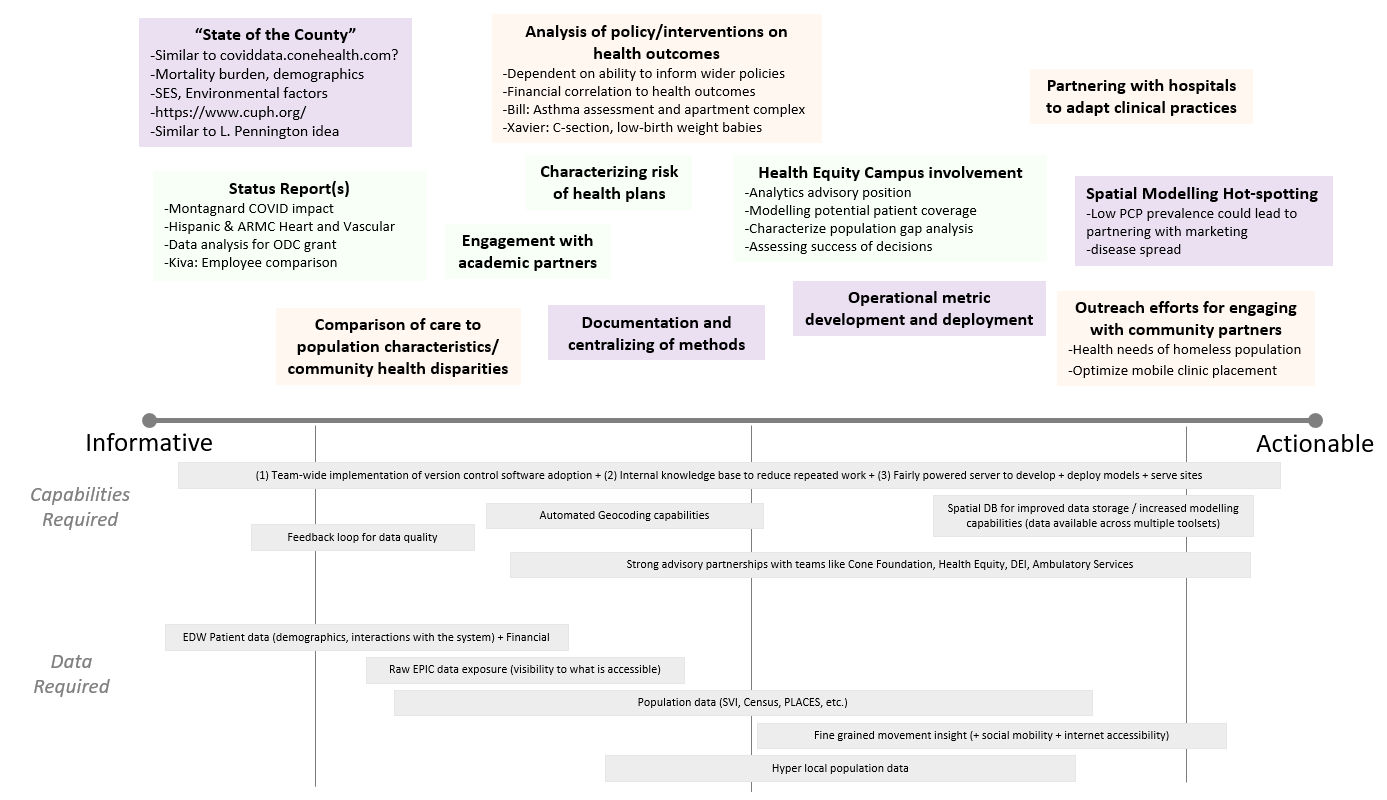 “State of the County”
-Similar to coviddata.conehealth.com?
-Mortality burden, demographics
-SES, Environmental factors
-https://www.cuph.org/
-Similar to L. Pennington idea
Analysis of policy/interventions on
health outcomes
-Dependent on ability to inform wider policies
-Financial correlation to health outcomes
-Bill: Asthma assessment and apartment complex
-Xavier: C-section, low-birth weight babies
Partnering with hospitals
to adapt clinical practices
Status Report(s)
-Montagnard COVID impact
-Hispanic & ARMC Heart and Vascular
-Data analysis for ODC grant
-Kiva: Employee comparison
Characterizing risk
of health plans
Health Equity Campus involvement
-Analytics advisory position
-Modelling potential patient coverage
-Characterize population gap analysis
-Assessing success of decisions
Spatial Modelling Hot-spotting
-Low PCP prevalence could lead to
partnering with marketing
-disease spread
Engagement with
academic partners
Comparison of care to
population characteristics/
community health disparities
Documentation and
centralizing of methods
Operational metric
development and deployment
Outreach efforts for engaging
with community partners
-Health needs of homeless population
-Optimize mobile clinic placement
Informative
Actionable
Capabilities
Required
(1) Team-wide implementation of version control software adoption + (2) Internal knowledge base to reduce repeated work + (3) Fairly powered server to develop + deploy models + serve sites
Automated Geocoding capabilities
Spatial DB for improved data storage / increased modelling
capabilities (data available across multiple toolsets)
Feedback loop for data quality
Strong advisory partnerships with teams like Cone Foundation, Health Equity, DEI, Ambulatory Services
Data
Required
EDW Patient data (demographics, interactions with the system) + Financial
Raw EPIC data exposure (visibility to what is accessible)
Population data (SVI, Census, PLACES, etc.)
Fine grained movement insight (+ social mobility + internet accessibility)
Hyper local population data